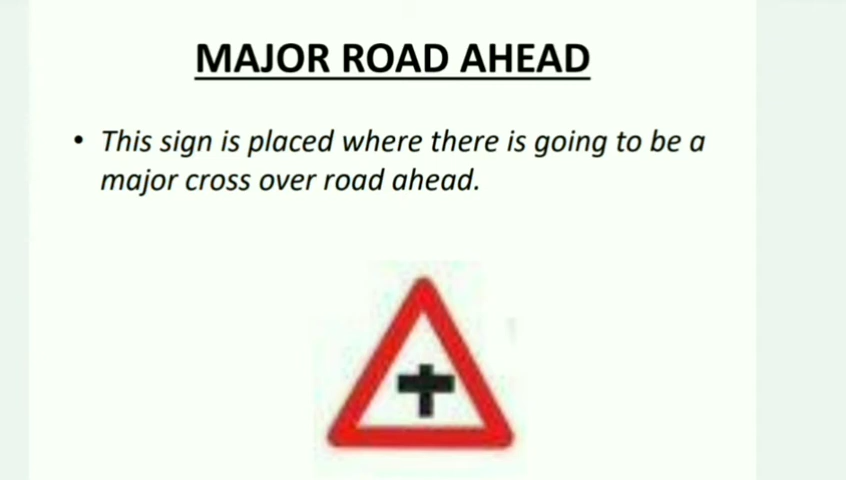 MAJOR ROAD AHEAD
• This sign is placed where there is going to be a
major cross over road ahead.